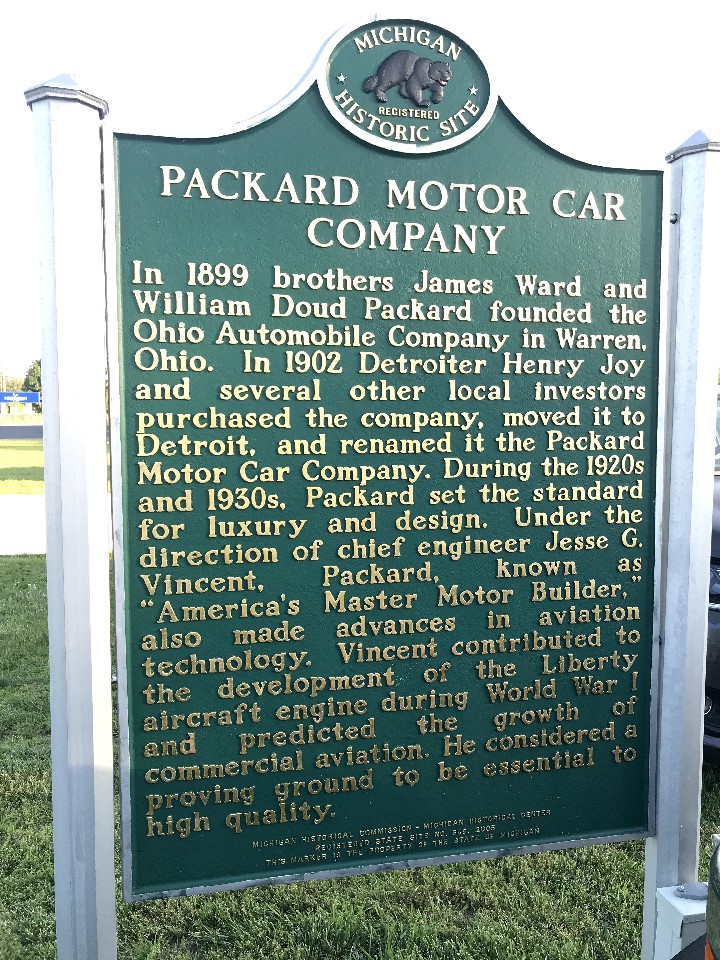 MICHIGAN
REGISTERED
HISTORIC SITE
PACKARD MOTOR CAR
COMPANY
In 1899 brothers James Ward and
William Doud Packard founded the
Ohio Automobile Company in Warren,
Ohio. In 1902 Detroiter Henry Joy
and several other local investors
purchased the company, moved it to
Detroit, and renamed it the Packard
Motor Car Company. During the 1920s
and 1930s, Packard set the standard
for luxury and design. Under the
direction of chief engineer Jesse G.
Vincent, Packard, known as
“America's Master Motor Builder,”
also made advances in aviation
technology. Vincent contributed to
the development of the Liberty
aircraft engine during World War I
and predicted the growth of
commercial aviation. He considered a
proving ground to be essential to
high quality.
MICHIGAN HISTORICAL COMMISSION - MICHIGAN HISTORICAL CENTER
REGISTERED STATE SITE NO.
THIS MARKER IS THE PROPERTY OF THE STATE OF MICHIGAN